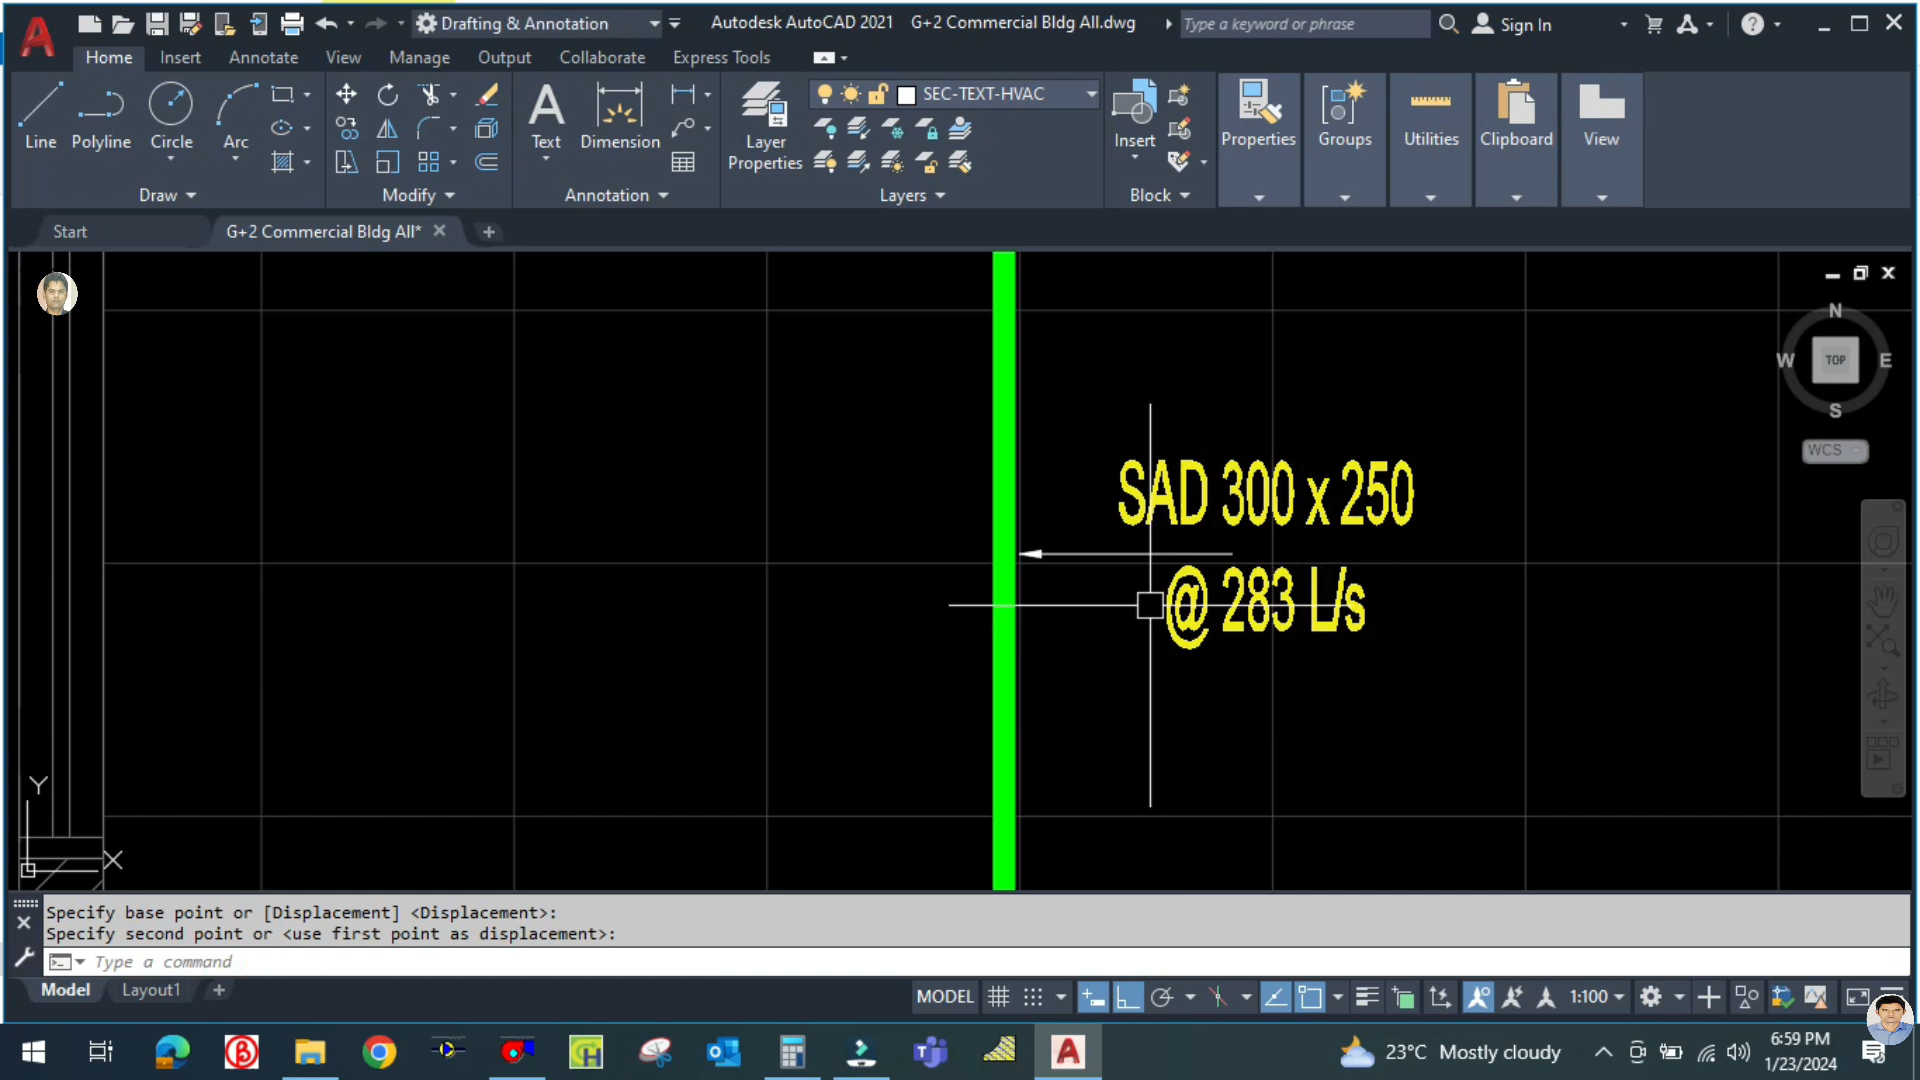 Drafting & Annotation
Autodesk AutoCAD 2021 G+2 Commercial Bldg All.dwg
Type a keyword or phrase
Sign In
Home Insert Annotate View Manage Output Collaborate Express Tools
SEC-TEXT-HVAC
Line Polyline Circle Arc
Text Dimension
Layer
Properties
Insert
Properties Groups Utilities Clipboard View
Draw Modify Annotation Layers Block
Start G+2 Commercial Bldg All*
N
W TOP E
S
WCS
SAD 300 x 250
@ 283 L/s
Y
X
Specify base point or [Displacement] <Displacement>:
Specify second point or <use first point as displacement>:
Type a command
Model Layout1
MODEL 1:100
23°C Mostly cloudy
6:59 PM
1/23/2024